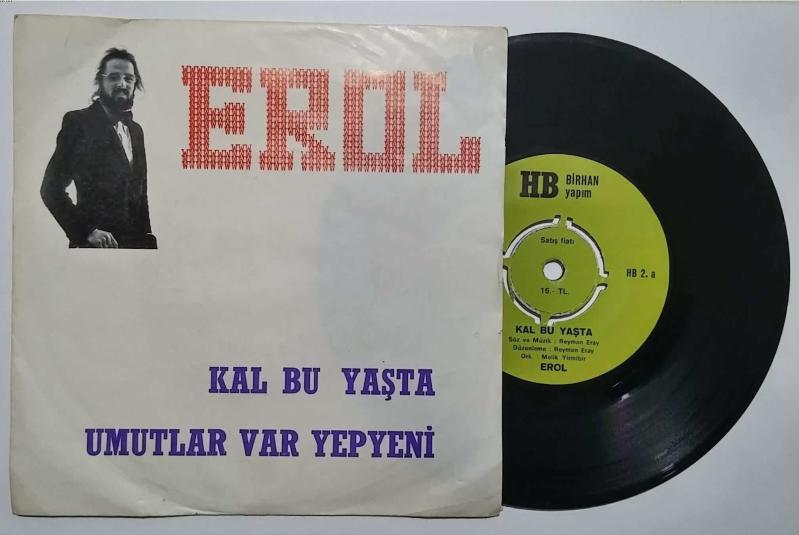 EROL
KAL BU YAŞTA
UMUTLAR VAR YEPYENİ
HB BİRHAN
yapım
Satış fiatı
15.- TL.
HB 2. a
KAL BU YAŞTA
Söz ve Müzik : Reyman Eray
Düzenleme : Reyman Eray
Ork : Melik Yirmibir
EROL